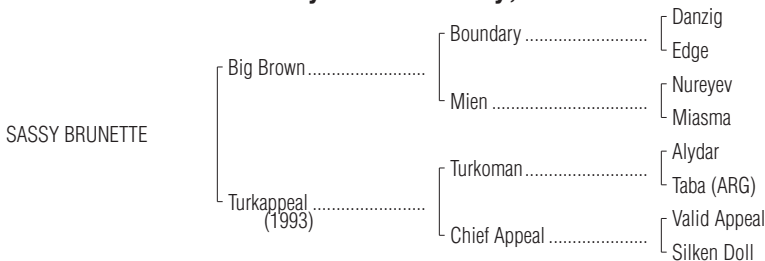 Danzig
Boundary ..............................
Edge
Big Brown.........................
Nureyev
Mien ......................................
Miasma
SASSY BRUNETTE
Alydar
Turkoman .............................
Taba (ARG)
Turkappeal ........................
(1993)
Valid Appeal
Chief Appeal ........................
Silken Doll